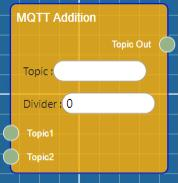 MQTT Addition
Topic Out
Topic :
Divider : 0
Topic1
Topic2